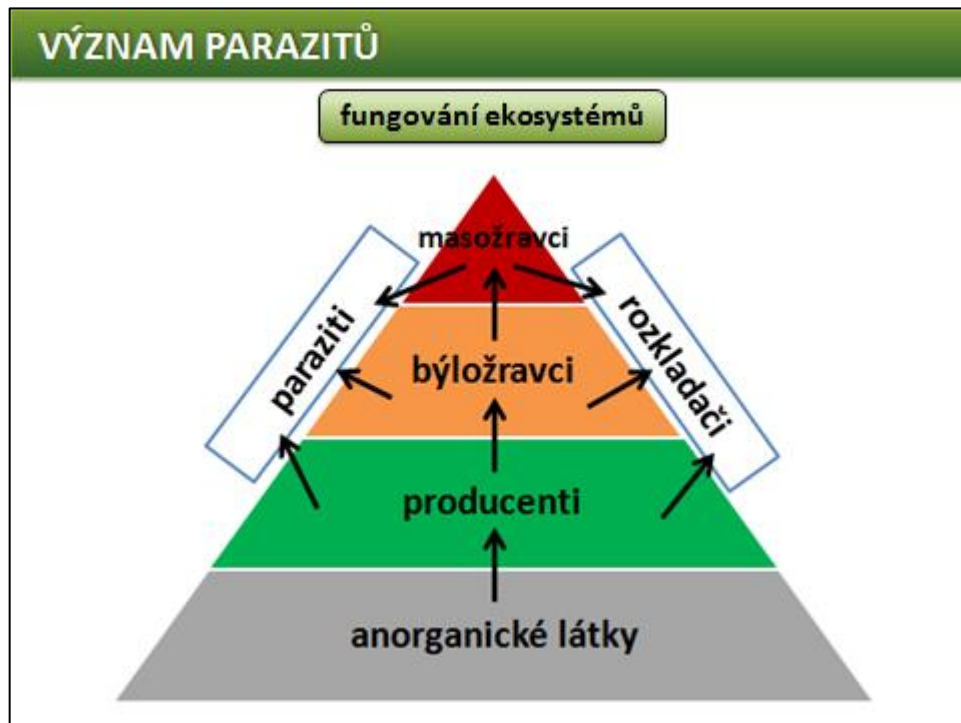 VÝZNAM PARAZITŮ
fungování ekosystémů
masožravci
paraziti
rozkladači
býložravci
producenti
anorganické látky